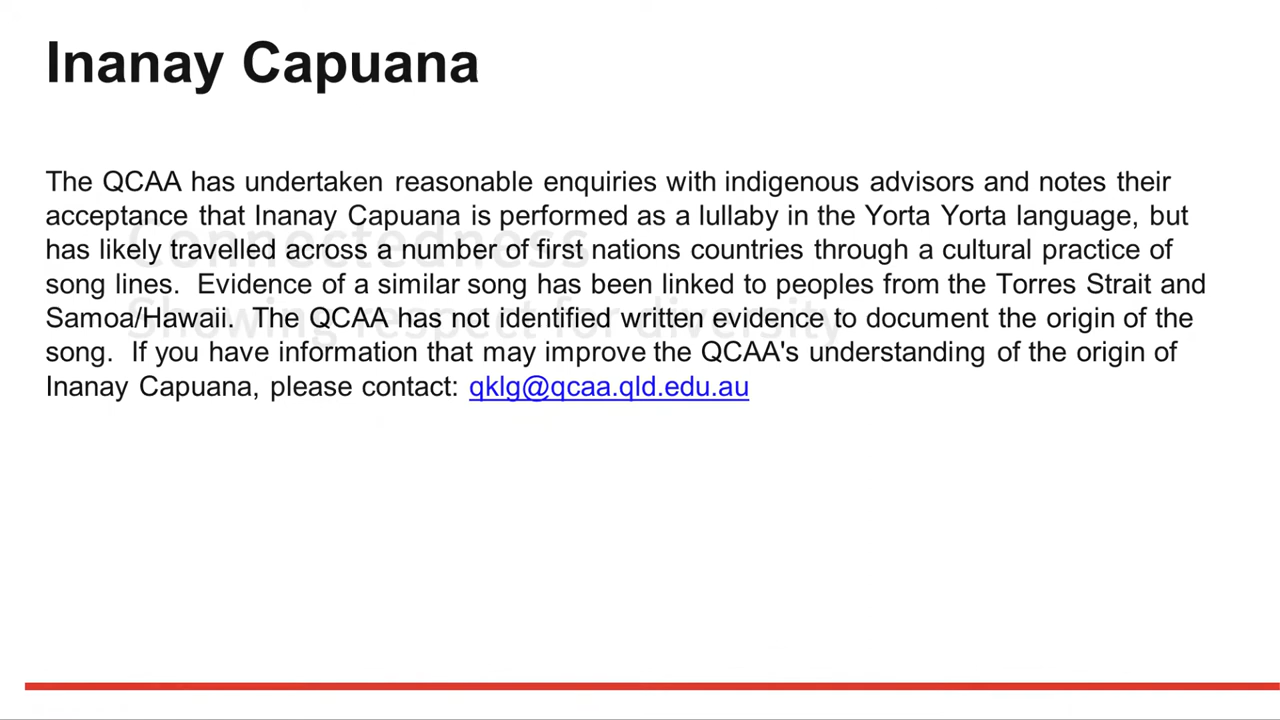 Inanay Capuana
The QCAA has undertaken reasonable enquiries with indigenous advisors and notes their
acceptance that Inanay Capuana is performed as a lullaby in the Yorta Yorta language, but
has likely travelled across a number of first nations countries through a cultural practice of
song lines.  Evidence of a similar song has been linked to peoples from the Torres Strait and
Samoa/Hawaii.  The QCAA has not identified written evidence to document the origin of the
song.  If you have information that may improve the QCAA's understanding of the origin of
Inanay Capuana, please contact: qklg@qcaa.qld.edu.au
Connectedness
Showing respect for diversity